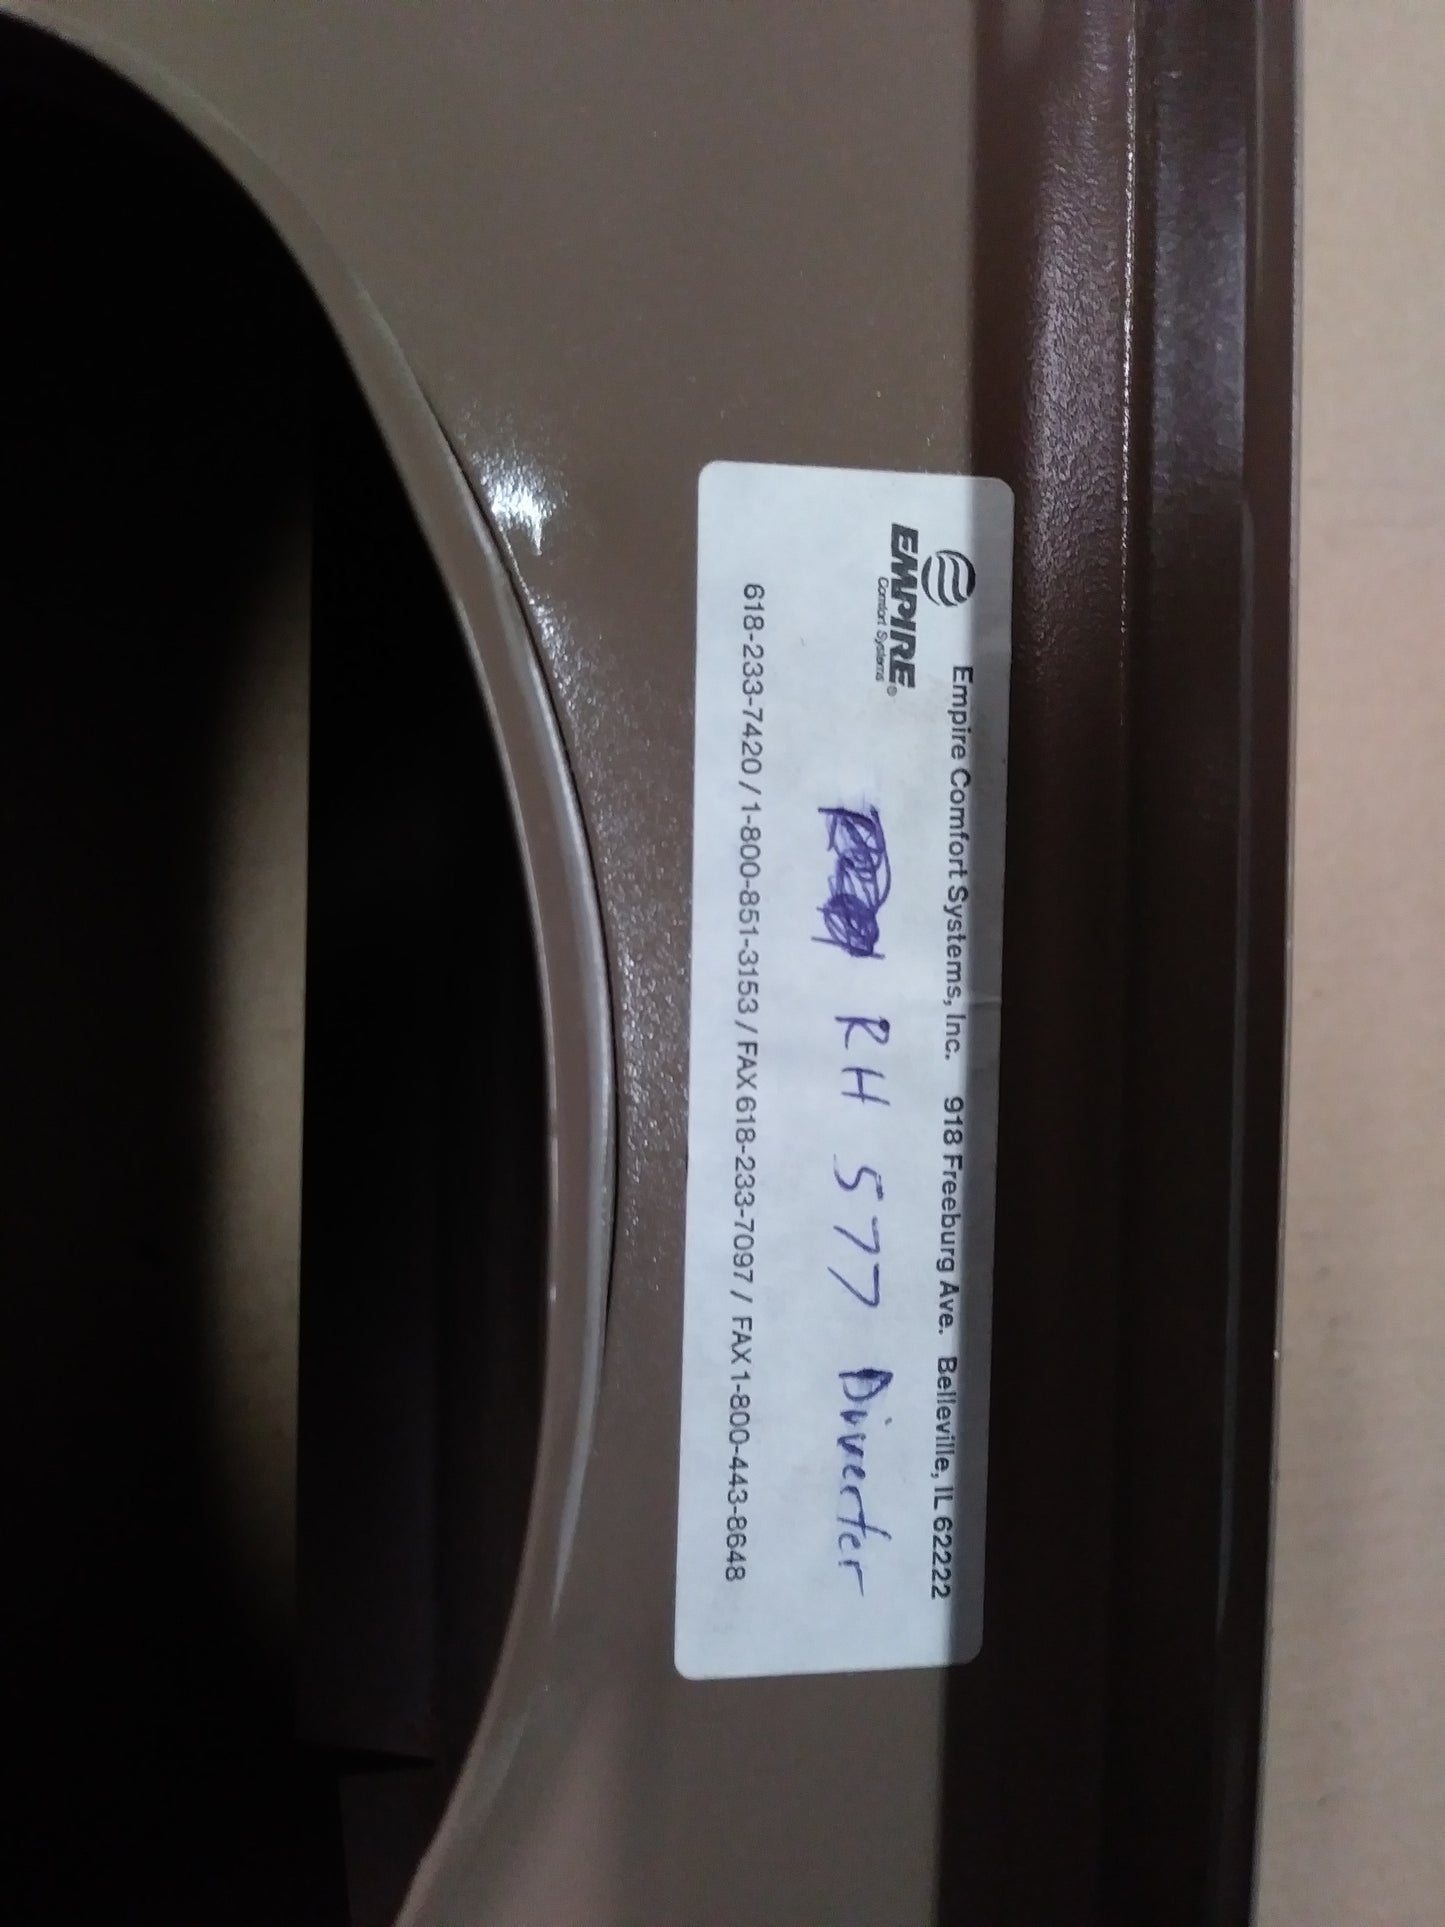 Empire Comfort Systems, Inc. 918 Freeburg Ave. Belleville, IL 62222
EMPIRE®
Comfort Systems
RH 577 Diverter
618-233-7420 / 1-800-851-3153 / FAX 618-233-7097 / FAX 1-800-443-8648